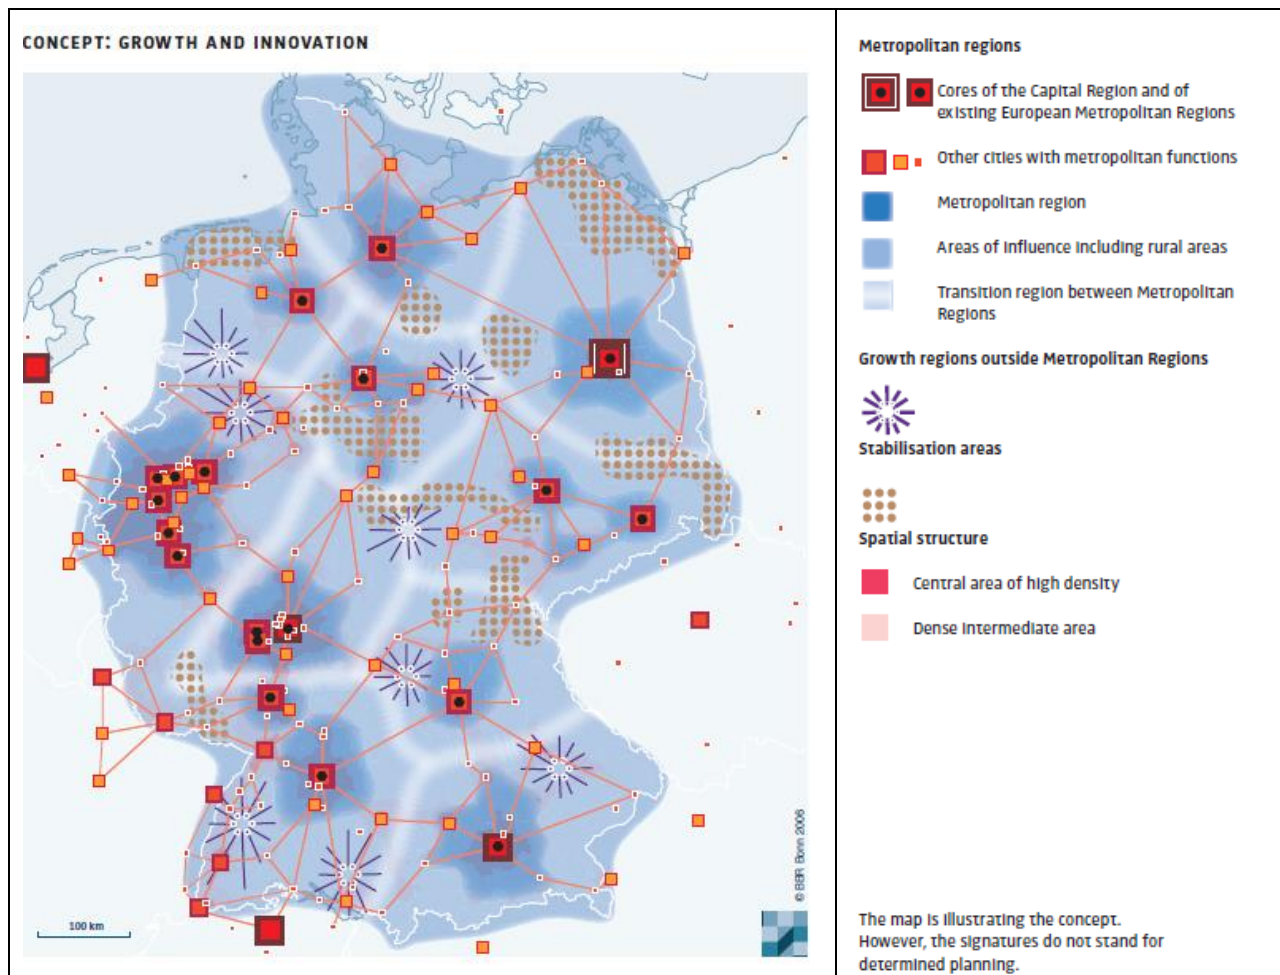 CONCEPT: GROWTH AND INNOVATION
100 km
© BBR Bonn 2006
Metropolitan regions
Cores of the Capital Region and of
existing European Metropolitan Regions
Other cities with metropolitan functions
Metropolitan region
Areas of Influence including rural areas
Transition region between Metropolitan
Regions
Growth regions outside Metropolitan Regions
Stabilisation areas
Spatial structure
Central area of high density
Dense intermediate area
The map is illustrating the concept.
However, the signatures do not stand for
determined planning.